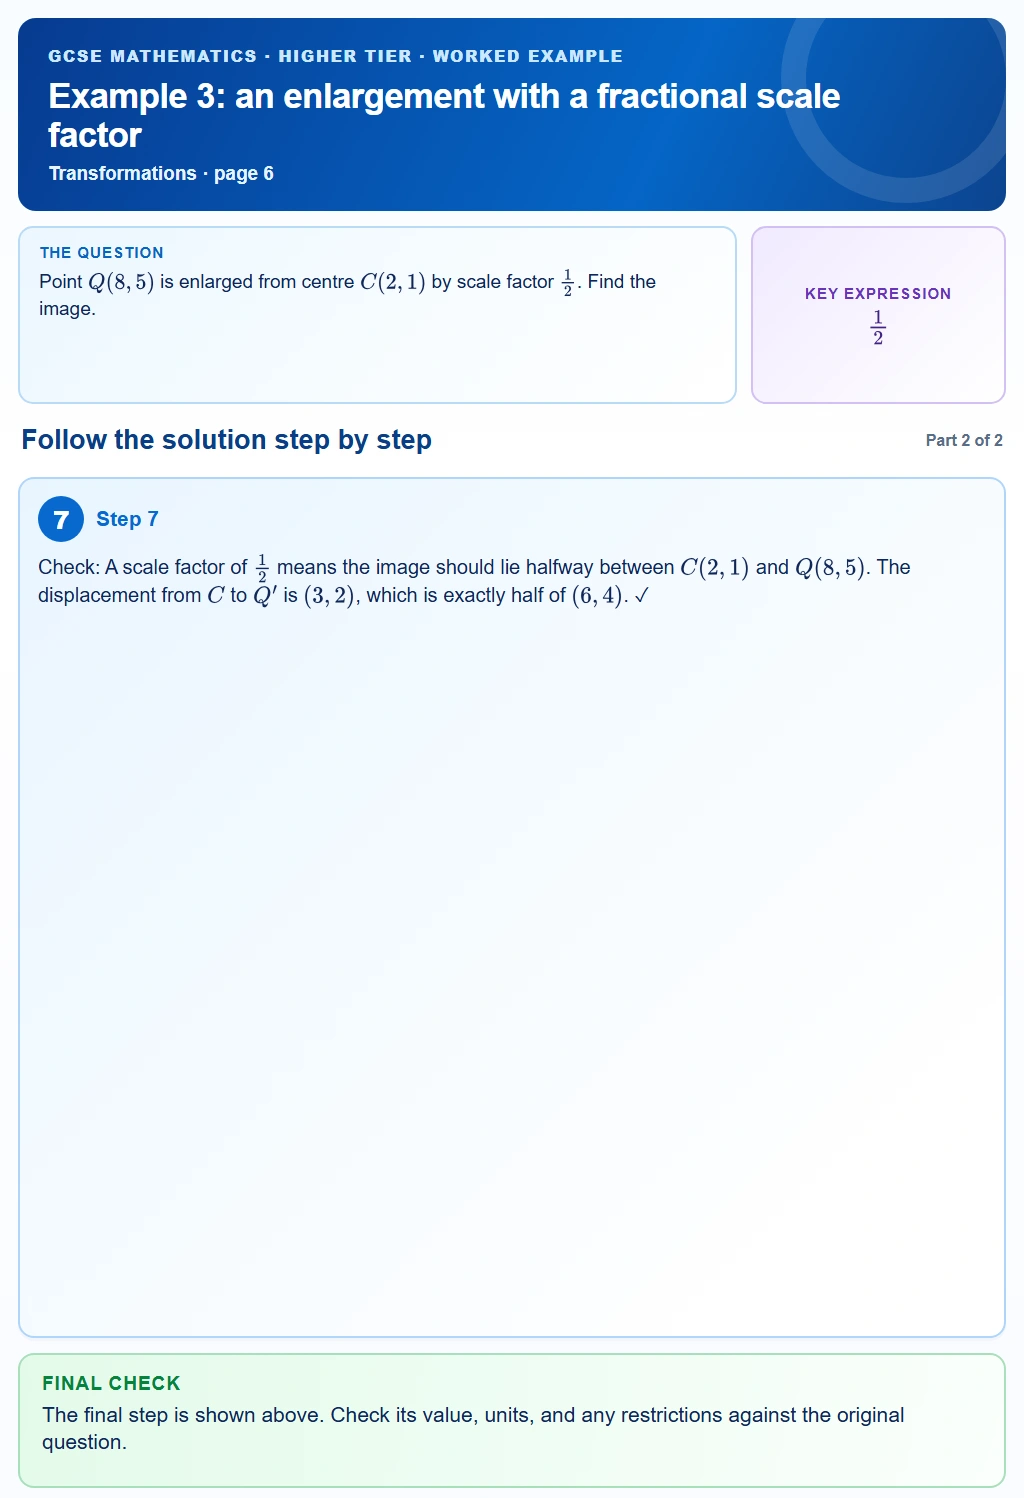 GCSE MATHEMATICS · HIGHER TIER · WORKED EXAMPLE
Example 3: an enlargement with a fractional scale
factor
Transformations · page 6
THE QUESTION
Point Q(8, 5) is enlarged from centre C(2, 1) by scale factor 1/2. Find the
image.
KEY EXPRESSION
1/2
Follow the solution step by step
Part 2 of 2
7 Step 7
Check: A scale factor of 1/2 means the image should lie halfway between C(2, 1) and Q(8, 5). The
displacement from C to Q′ is (3, 2), which is exactly half of (6, 4). ✓
FINAL CHECK
The final step is shown above. Check its value, units, and any restrictions against the original
question.